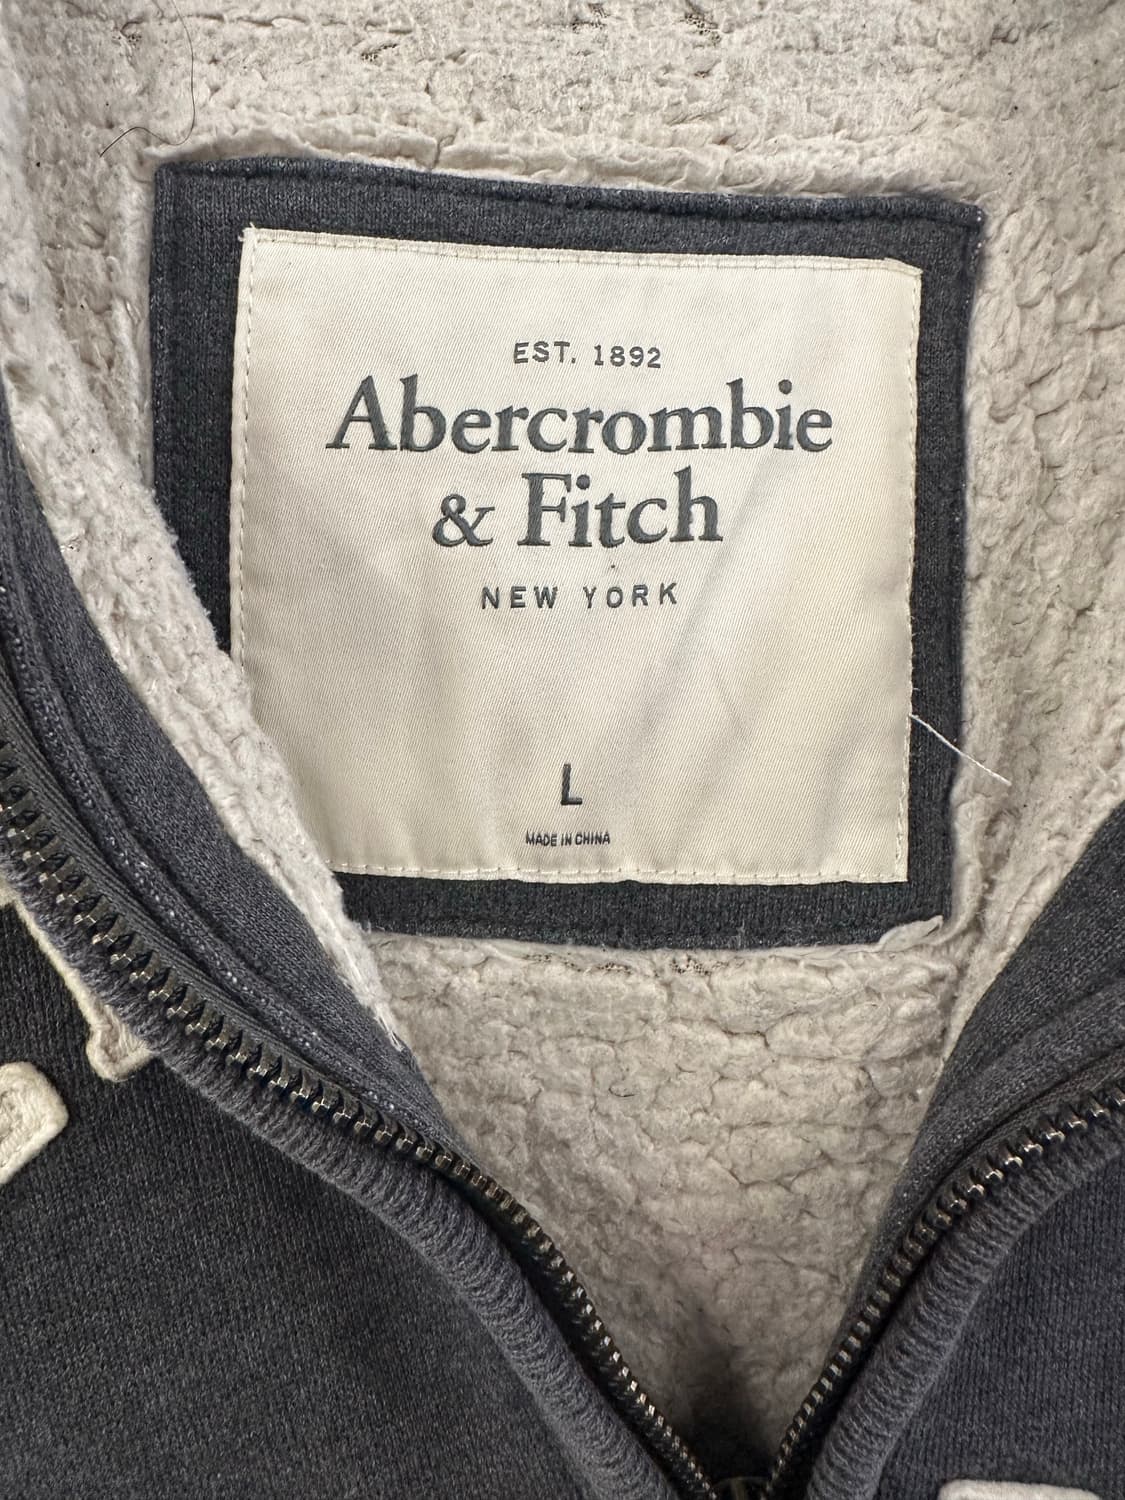 EST. 1892
Abercrombie
& Fitch
NEW YORK
L
MADE IN CHINA